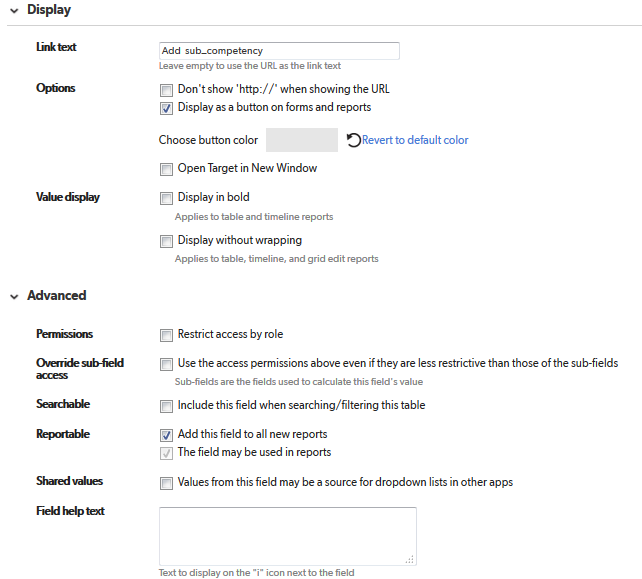 Display
Link text
Add sub_competency
Leave empty to use the URL as the link text
Options
Don't show 'http://' when showing the URL
Display as a button on forms and reports
Choose button color
Revert to default color
Open Target in New Window
Value display
Display in bold
Applies to table and timeline reports
Display without wrapping
Applies to table, timeline, and grid edit reports
Advanced
Permissions
Restrict access by role
Override sub-field
access
Use the access permissions above even if they are less restrictive than those of the sub-fields
Sub-fields are the fields used to calculate this field's value
Searchable
Include this field when searching/filtering this table
Reportable
Add this field to all new reports
The field may be used in reports
Shared values
Values from this field may be a source for dropdown lists in other apps
Field help text
Text to display on the "i" icon next to the field